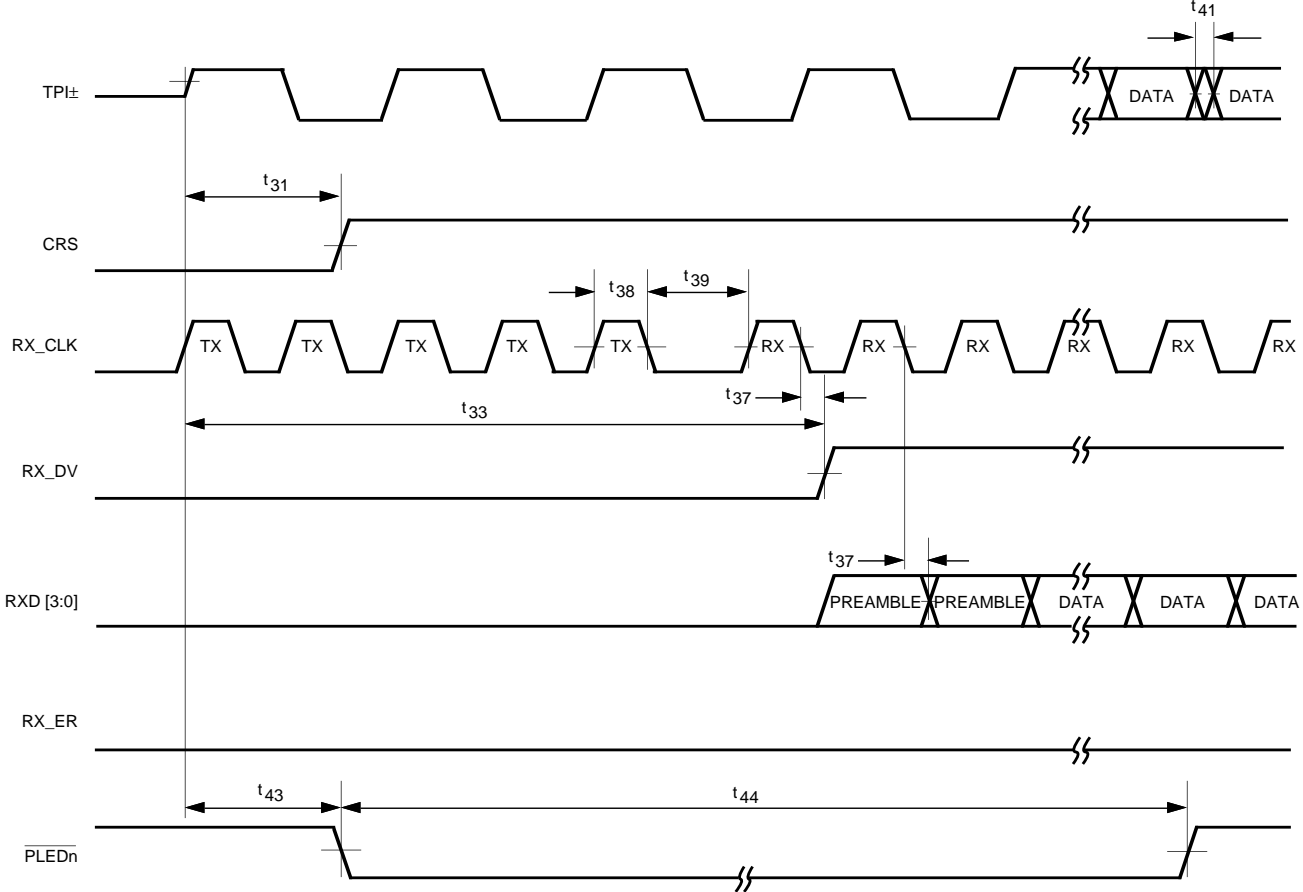 t41
TPI±
DATA DATA
t31
CRS
t38 t39
RX_CLK TX TX TX TX TX RX RX RX RX RX RX
t37
t33
RX_DV
t37
RXD [3:0] PREAMBLE PREAMBLE DATA DATA DATA
RX_ER
t43 t44
PLEDn